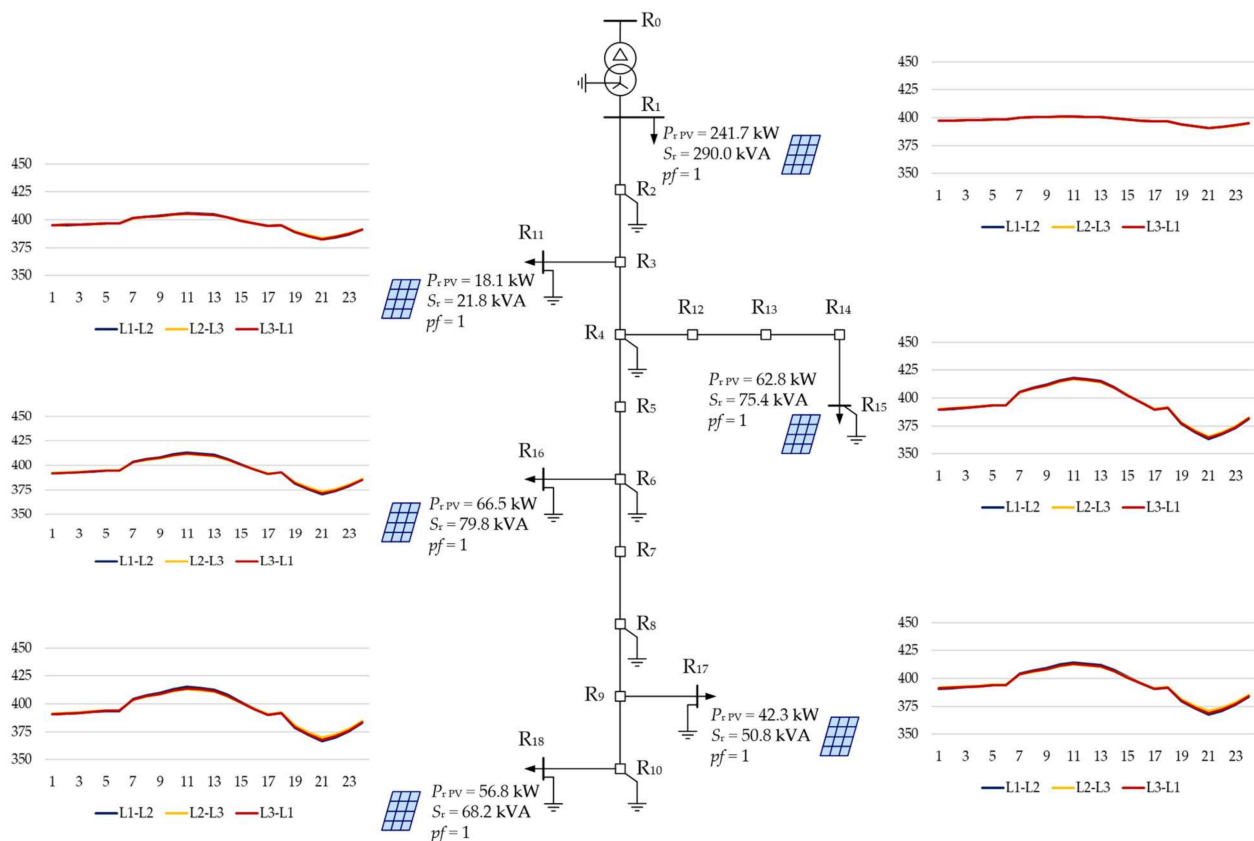 R0
R1
Pr PV = 241.7 kW
Sr = 290.0 kVA
pf = 1
450
425
400
375
350
1 3 5 7 9 11 13 15 17 19 21 23
L1-L2 L2-L3 L3-L1
R2
450
425
400
375
350
1 3 5 7 9 11 13 15 17 19 21 23
L1-L2 L2-L3 L3-L1
R11
R3
Pr PV = 18.1 kW
Sr = 21.8 kVA
pf = 1
R4
R12
R13
R14
Pr PV = 62.8 kW
Sr = 75.4 kVA
pf = 1
R15
450
425
400
375
350
1 3 5 7 9 11 13 15 17 19 21 23
L1-L2 L2-L3 L3-L1
R5
450
425
400
375
350
1 3 5 7 9 11 13 15 17 19 21 23
L1-L2 L2-L3 L3-L1
R16
R6
Pr PV = 66.5 kW
Sr = 79.8 kVA
pf = 1
R7
R8
450
425
400
375
350
1 3 5 7 9 11 13 15 17 19 21 23
L1-L2 L2-L3 L3-L1
R9
R17
Pr PV = 42.3 kW
Sr = 50.8 kVA
pf = 1
450
425
400
375
350
1 3 5 7 9 11 13 15 17 19 21 23
L1-L2 L2-L3 L3-L1
R18
R10
Pr PV = 56.8 kW
Sr = 68.2 kVA
pf = 1